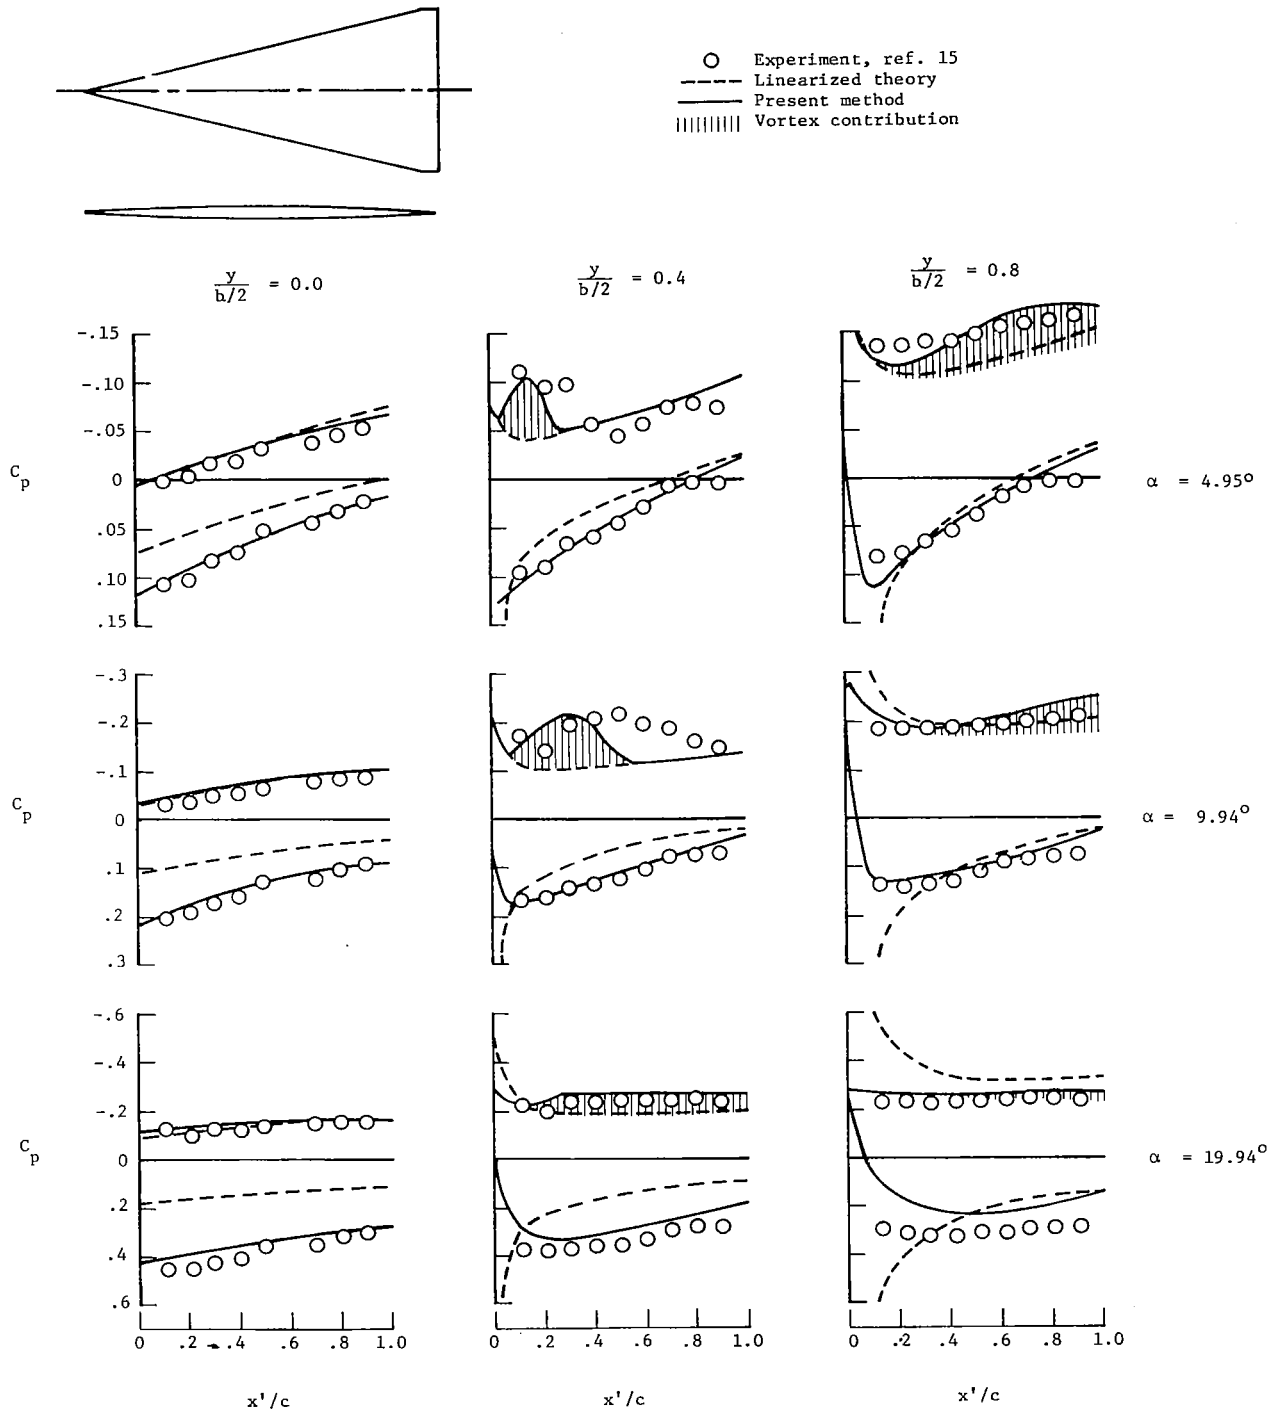 Experiment, ref. 15
Linearized theory
Present method
Vortex contribution
y/b/2 = 0.0
y/b/2 = 0.4
y/b/2 = 0.8
-.15
-.10
-.05
0
.05
.10
.15
Cp
α = 4.95°
-.3
-.2
-.1
0
.1
.2
.3
Cp
α = 9.94°
-.6
-.4
-.2
0
.2
.4
.6
Cp
α = 19.94°
0 .2 .4 .6 .8 1.0
0 .2 .4 .6 .8 1.0
0 .2 .4 .6 .8 1.0
x'/c
x'/c
x'/c